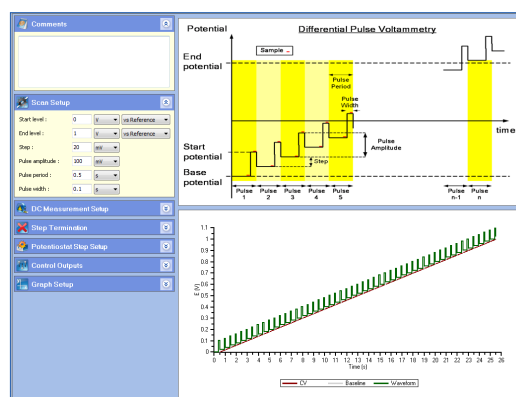 Comments
Scan Setup
Start level : 0 V vs Reference
End level : 1 V vs Reference
Step : 20 mV
Pulse amplitude : 100 mV
Pulse period : 0.5 s
Pulse width : 0.1 s
DC Measurement Setup
Step Termination
Potentiostat Step Setup
Control Outputs
Graph Setup
Potential
Differential Pulse Voltammetry
Sample
End
potential
Pulse
Period
Pulse
Width
time
Pulse
Amplitude
Start
potential
Step
Base
potential
Pulse
1
Pulse
2
Pulse
3
Pulse
4
Pulse
5
Pulse
n-1
Pulse
n
E (V)
1.1
1
0.9
0.8
0.7
0.6
0.5
0.4
0.3
0.2
0.1
0
0 1 2 3 4 5 6 7 8 9 10 11 12 13 14 15 16 17 18 19 20 21 22 23 24 25 26
Time (s)
CV Baseline Waveform